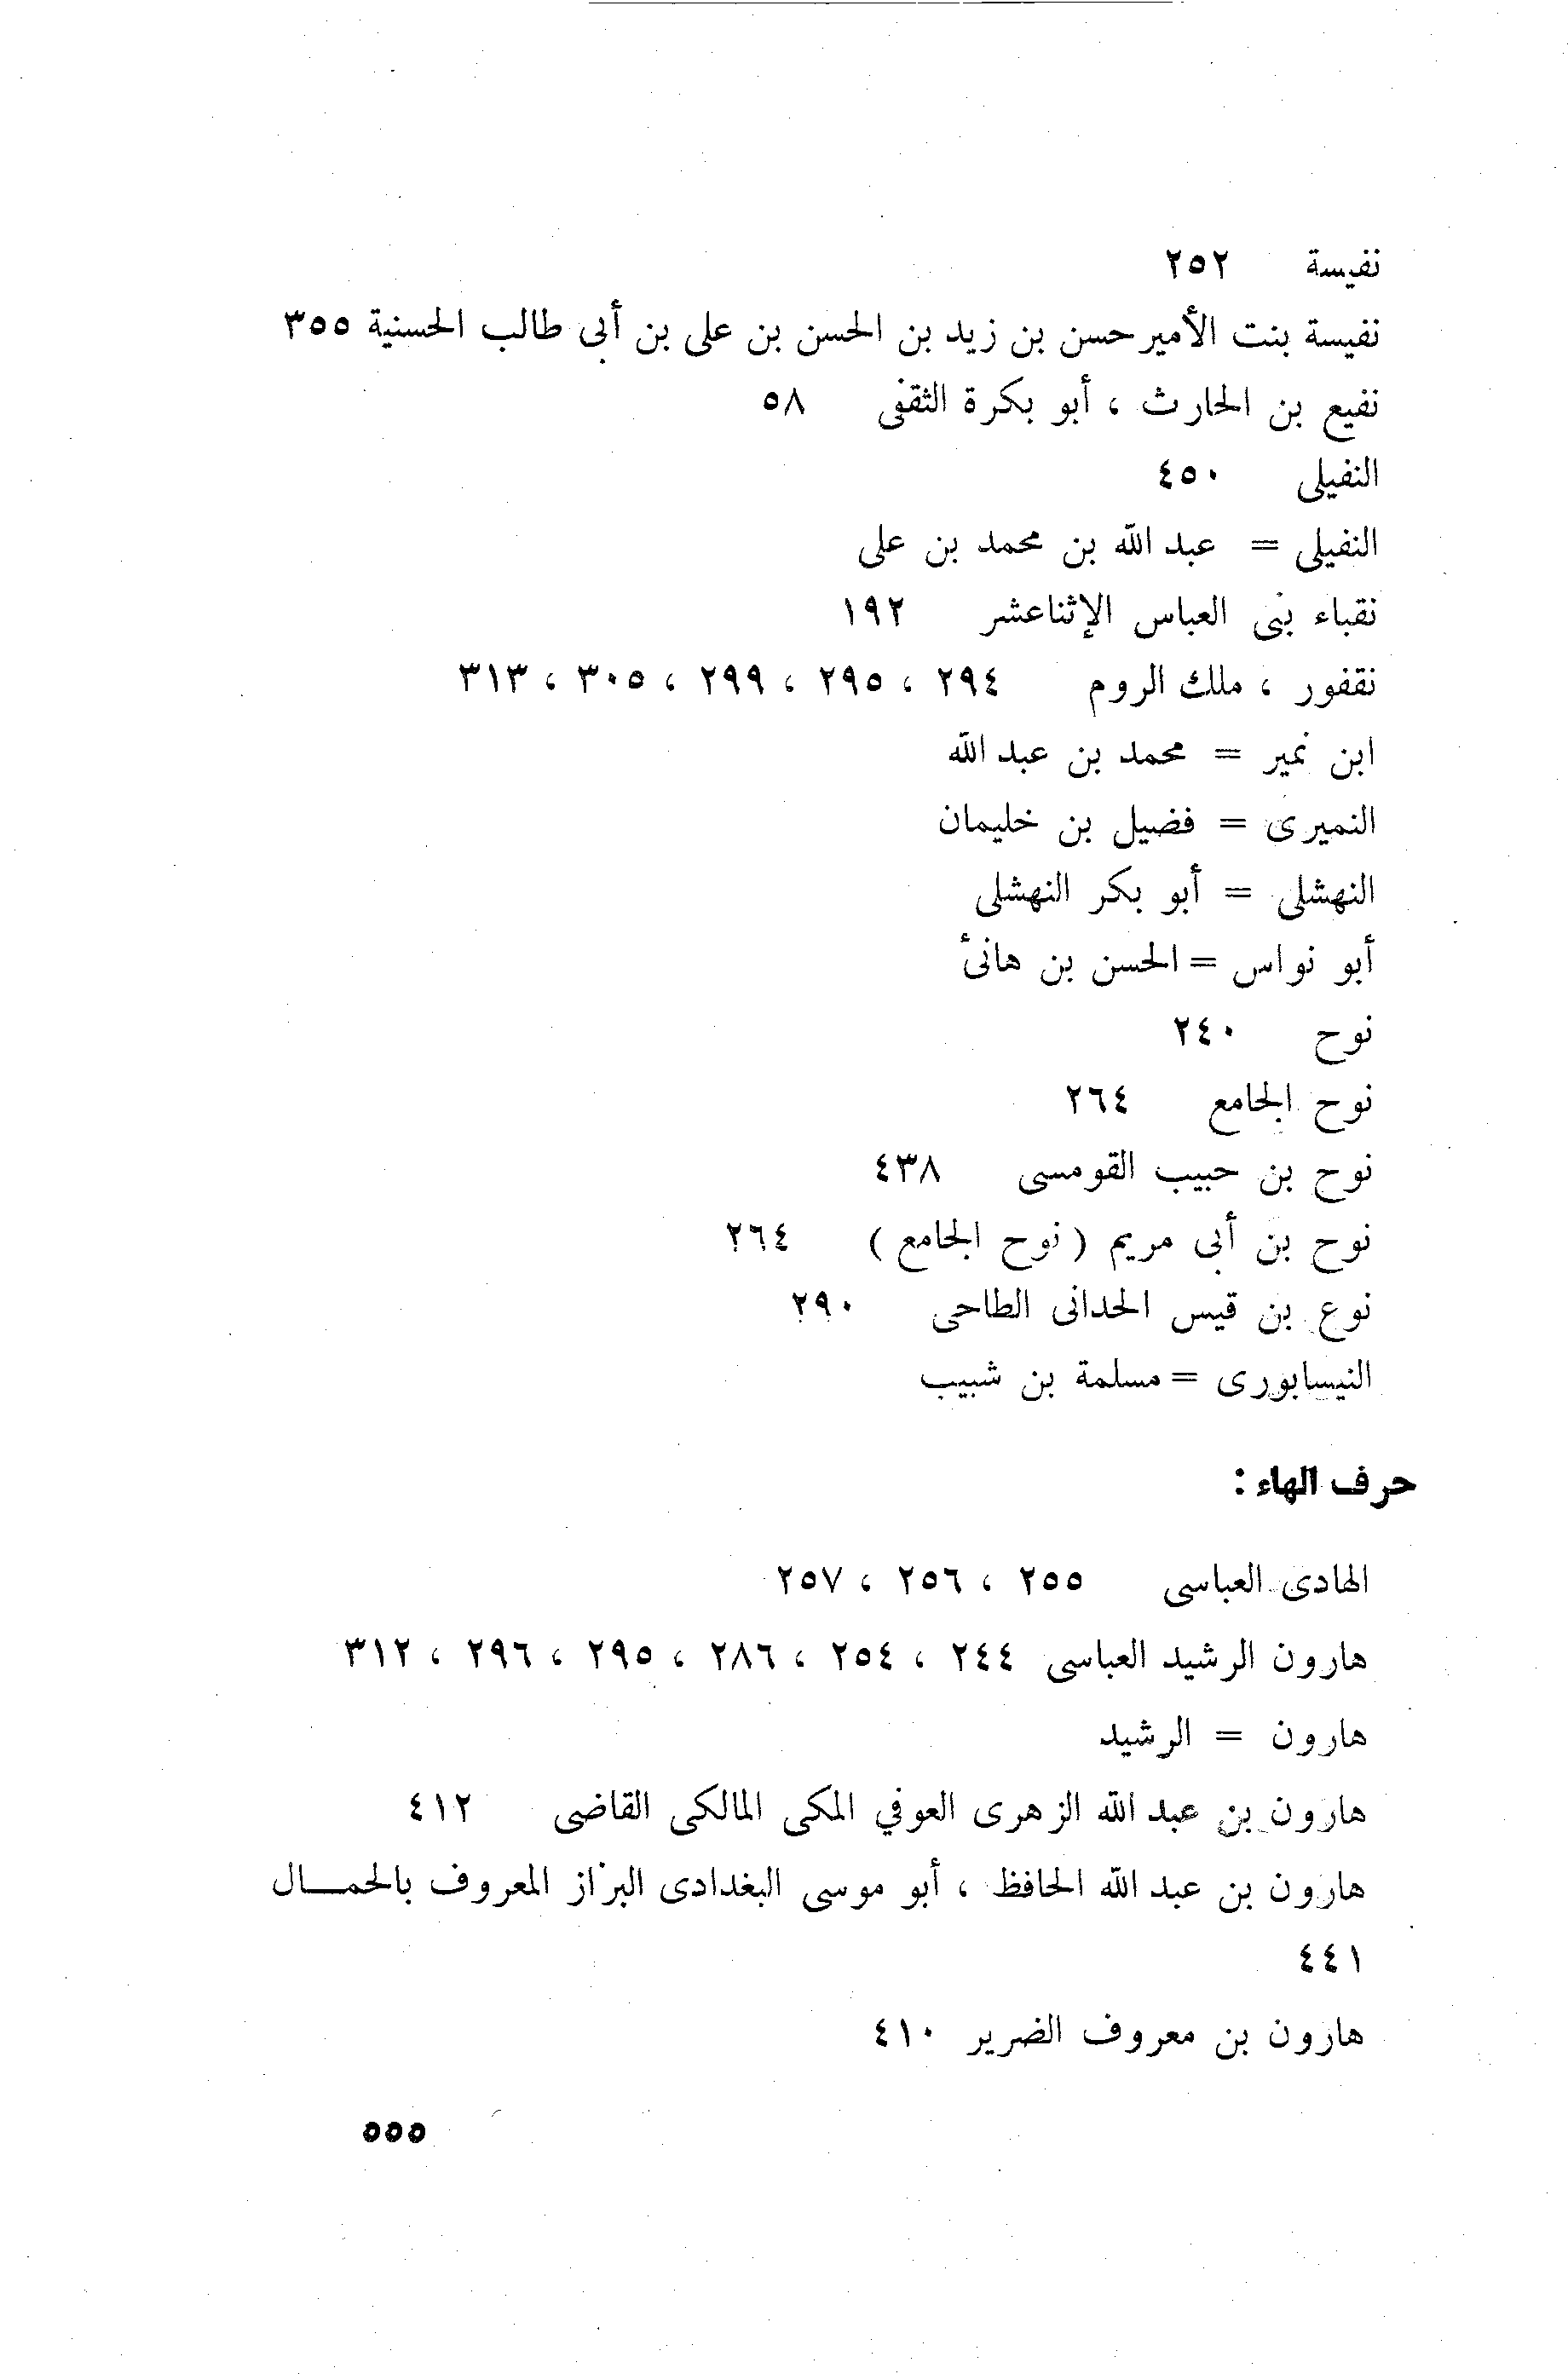 نفيسة ٢٥٢
نفيسة بنت الأمير حسن بن زيد بن الحسن بن على بن أبى طالب الحسنية ٣٥٥
نفيع بن الحارث ، أبو بكرة الثقفى ٥٨
النفيلى ٤٥٠
النفيلى = عبد الله بن محمد بن على
نقباء بنى العباس الإثناعشر ١٩٢
نقفور ، ملك الروم ٢٩٤ ، ٢٩٥ ، ٢٩٩ ، ٣٠٥ ، ٣١٣
ابن نمير = محمد بن عبد الله
النميرى = فضيل بن خليمان
النهشلى = أبو بكر النهشلى
أبو نواس = الحسن بن هانئ
نوح ٢٤٠
نوح الجامع ٢٦٤
نوح بن حبيب القومسى ٤٣٨
نوح بن أبى مريم ( نوح الجامع ) ٢٦٤
نوع بن قيس الحدانى الطاحى ٢٩٠
النيسابورى = مسلمة بن شبيب
حرف الهاء :
الهادى العباسى ٢٥٥ ، ٢٥٦ ، ٢٥٧
هارون الرشيد العباسى ٢٤٤ ، ٢٥٤ ، ٢٨٦ ، ٢٩٥ ، ٢٩٦ ، ٣١٢
هارون = الرشيد
هارون بن عبد الله الزهرى العوفي المكى المالكى القاضى ٤١٢
هارون بن عبد الله الحافظ ، أبو موسى البغدادى البزاز المعروف بالحمـــال
٤٤١
هارون بن معروف الضرير ٤١٠
٥٥٥